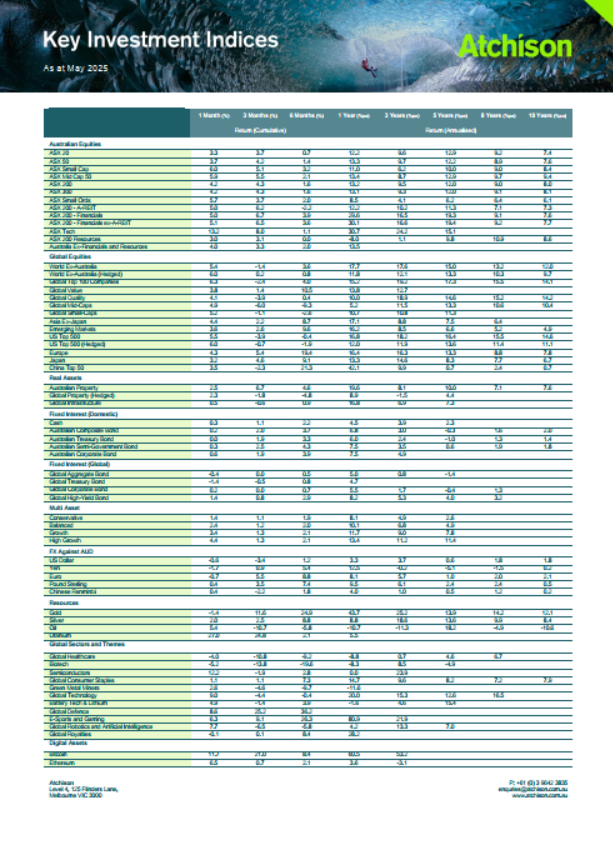 Key Investment Indices
Atchison
As at May 2025
1 Month (%) 3 Months (%) 6 Months (%) 1 Year (%pa) 3 Years (%pa) 5 Years (%pa) 8 Years (%pa) 10 Years (%pa)
Return (Cumulative) Return (Annualised)
Australian Equities
ASX 20 3.3 3.7 0.7 12.2 9.6 12.9 9.2 7.4
ASX 50 3.7 4.2 1.4 13.3 9.7 12.2 8.9 7.6
ASX Small Cap 6.0 5.1 3.2 11.0 6.2 10.0 9.0 8.4
ASX Mid Cap 50 5.9 5.5 2.1 13.4 8.7 12.9 9.7 9.4
ASX 200 4.2 4.3 1.6 13.2 9.5 12.0 9.0 8.0
ASX 300 4.2 4.3 1.6 13.1 9.3 12.0 9.1
ASX Small Ords 5.7 3.7 2.0 8.5 4.1 6.2 6.4 6.1
ASX 200 - A-REIT 5.0 12.2 10.2 11.3 7.1 7.3
ASX 200 - Financials 5.0 6.7 3.9 29.6 16.5 19.3 9.1 7.6
ASX 200 - Financials ex-A-REIT 5.1 6.5 3.6 30.1 16.6 19.4 9.2 7.7
ASX Tech 13.2 8.0 1.1 30.7 24.2 15.1
ASX 200 Resources 3.0 3.1 0.0 -8.0 1.1 9.8 10.9 8.6
Australia Ex-Financials and Resources 4.0 3.3 2.0 13.5
Global Equities
World Ex-Australia 5.4 -1.4 3.6 17.7 17.6 15.0 13.2 12.0
World Ex-Australia (Hedged) 6.0 0.2 0.8 11.8 12.1 13.3 10.3 9.7
Global Top 100 Companies 6.3 -2.4 4.0 15.2 19.2 17.3 15.5 14.1
Global Value 3.8 1.4 10.5 13.8 12.7
Global Quality 4.1 -3.9 0.4 10.0 18.9 14.6 15.2 14.2
Global Mid-Caps 4.9 -6.0 -6.3 5.2 11.5 13.3 10.6 10.4
Global Small-Caps 5.2 -1.1 -2.6 10.7 10.8 11.3
Asia Ex-Japan 4.4 2.2 8.7 17.1 8.8 7.5 6.4
Emerging Markets 3.6 2.6 9.6 16.2 8.5 6.6 5.2 4.9
US Top 500 5.5 -3.9 -0.4 16.8 18.2 16.4 15.5 14.6
US Top 500 (Hedged) 6.0 -0.7 -1.9 12.0 11.9 13.6 11.4 11.1
Europe 4.3 5.4 19.4 16.4 16.3 13.3 8.8 7.8
Japan 3.2 4.6 9.1 13.3 14.6 8.3 7.7 6.7
China Top 50 3.5 -2.3 21.3 42.1 9.9 0.7 2.4 0.7
Real Assets
Australian Property 2.5 6.7 4.6 19.6 8.1 10.0 7.1 7.6
Global Property (Hedged) 2.3 -1.8 -4.8 8.9 -1.5 4.4
Global Infrastructure 0.5 -0.6 0.9 16.8 6.9 7.3
Fixed Interest (Domestic)
Cash 0.3 1.1 2.2 4.5 3.9 2.3
Australian Composite Bond 0.2 2.0 3.7 6.8 3.0 -0.3 1.6 2.0
Australian Treasury Bond 0.0 1.9 3.3 6.0 2.4 -1.0 1.3 1.4
Australian Semi-Government Bond 0.3 2.5 4.3 7.5 3.5 0.6 1.9 1.8
Australian Corporate Bond 0.6 1.9 3.9 7.5 4.9
Fixed Interest (Global)
Global Aggregate Bond -0.4 0.0 0.5 5.0 0.8 -1.4
Global Treasury Bond -1.4 -0.5 0.8 4.7
Global Corporate Bond 0.2 0.0 0.7 5.5 1.7 -0.4 1.3
Global High-Yield Bond 1.4 0.8 2.9 8.2 5.3 4.0 3.2
Multi Asset
Conservative 1.4 1.1 1.9 8.1 4.9 2.6
Balanced 2.4 1.2 2.0 10.1 6.8 4.9
Growth 3.4 1.3 2.1 11.7 9.0 7.8
High Growth 4.4 1.3 2.1 13.4 11.2 11.4
FX Against AUD
US Dollar -0.6 -3.4 1.2 3.3 3.7 0.6 1.8 1.8
Yen -1.7 0.9 5.4 12.5 -0.2 -5.1 -1.5 0.2
Euro -0.7 5.5 8.8 8.1 5.7 1.0 2.0 2.1
Pound Sterling 0.4 3.5 7.4 9.5 6.1 2.4 2.4 0.5
Chinese Renminbi 0.4 -2.2 1.8 4.0 1.0 0.5 1.2 0.2
Resources
Gold -1.4 11.6 24.9 43.7 25.2 13.9 14.2 12.1
Silver 2.0 2.5 8.8 8.8 18.6 13.6 9.9 8.4
Oil 5.4 -10.7 -5.8 -10.7 -11.3 18.2 -4.9 -10.6
Uranium 27.0 24.8 2.1 5.5
Global Sectors and Themes
Global Healthcare -4.0 -10.8 -6.2 -8.8 0.7 4.6 6.7
Biotech -5.2 -13.8 -19.6 -8.3 8.5 -4.9
Semiconductors 12.2 -1.9 2.8 0.0 23.9
Global Consumer Staples 1.1 1.1 7.3 14.7 9.6 8.2 7.2 7.9
Green Metal Miners 2.6 -4.6 -9.7 -11.6
Global Technology 9.0 -4.4 -0.4 20.0 15.3 12.6 16.5
Battery Tech & Lithium 4.9 -1.4 3.9 -1.6 4.6 15.4
Global Defence 8.6 25.2 36.2
E-Sports and Gaming 6.3 9.1 26.3 80.9 21.9
Global Robotics and Artificial Intelligence 7.7 -6.5 -5.8 4.2 13.3 7.0
Global Royalties -0.1 0.1 8.4 28.2
Digital Assets
Bitcoin 11.7 21.0 8.4 60.5 53.2
Ethereum 6.5 0.7 2.1 3.6 -3.1
Atchison
Level 4, 125 Flinders Lane,
Melbourne VIC 3000
P: +61 (0) 3 9642 3835
enquiries@atchison.com.au
www.atchison.com.au